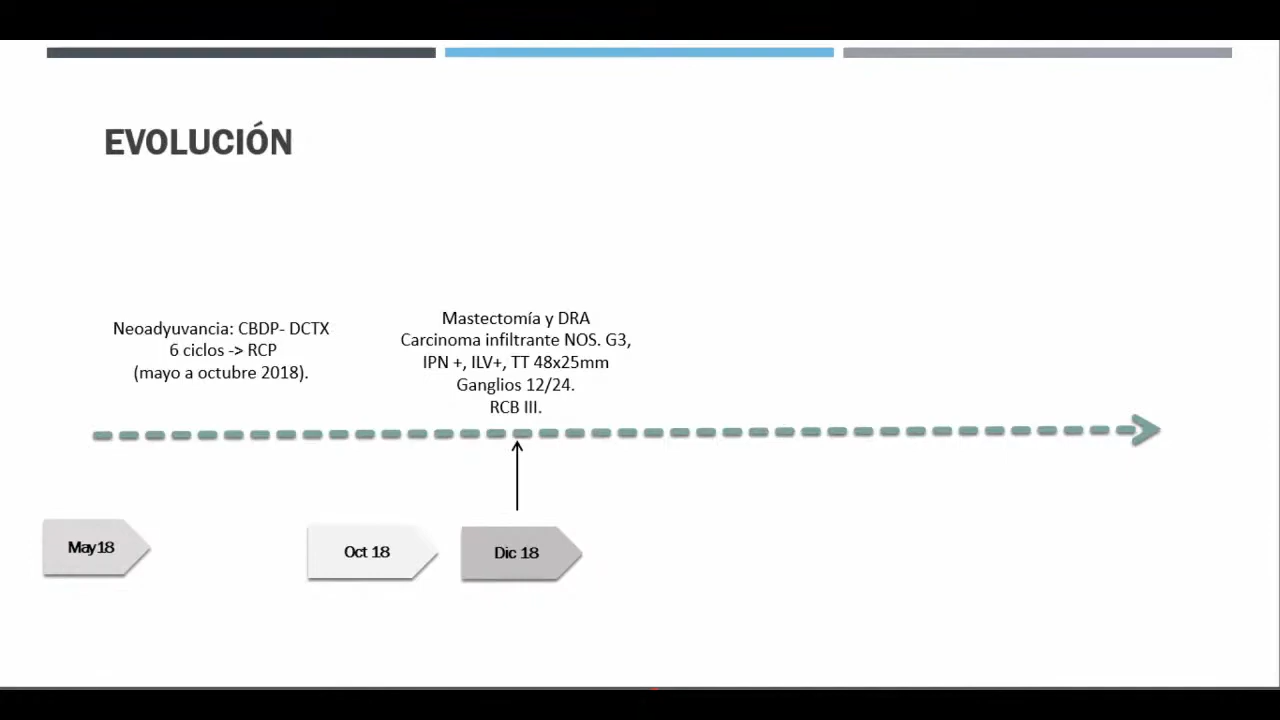 EVOLUCIÓN
Neoadyuvancia: CBDP- DCTX
6 ciclos -> RCP
(mayo a octubre 2018).
Mastectomía y DRA
Carcinoma infiltrante NOS. G3,
IPN +, ILV+, TT 48x25mm
Ganglios 12/24.
RCB III.
May18
Oct 18
Dic 18